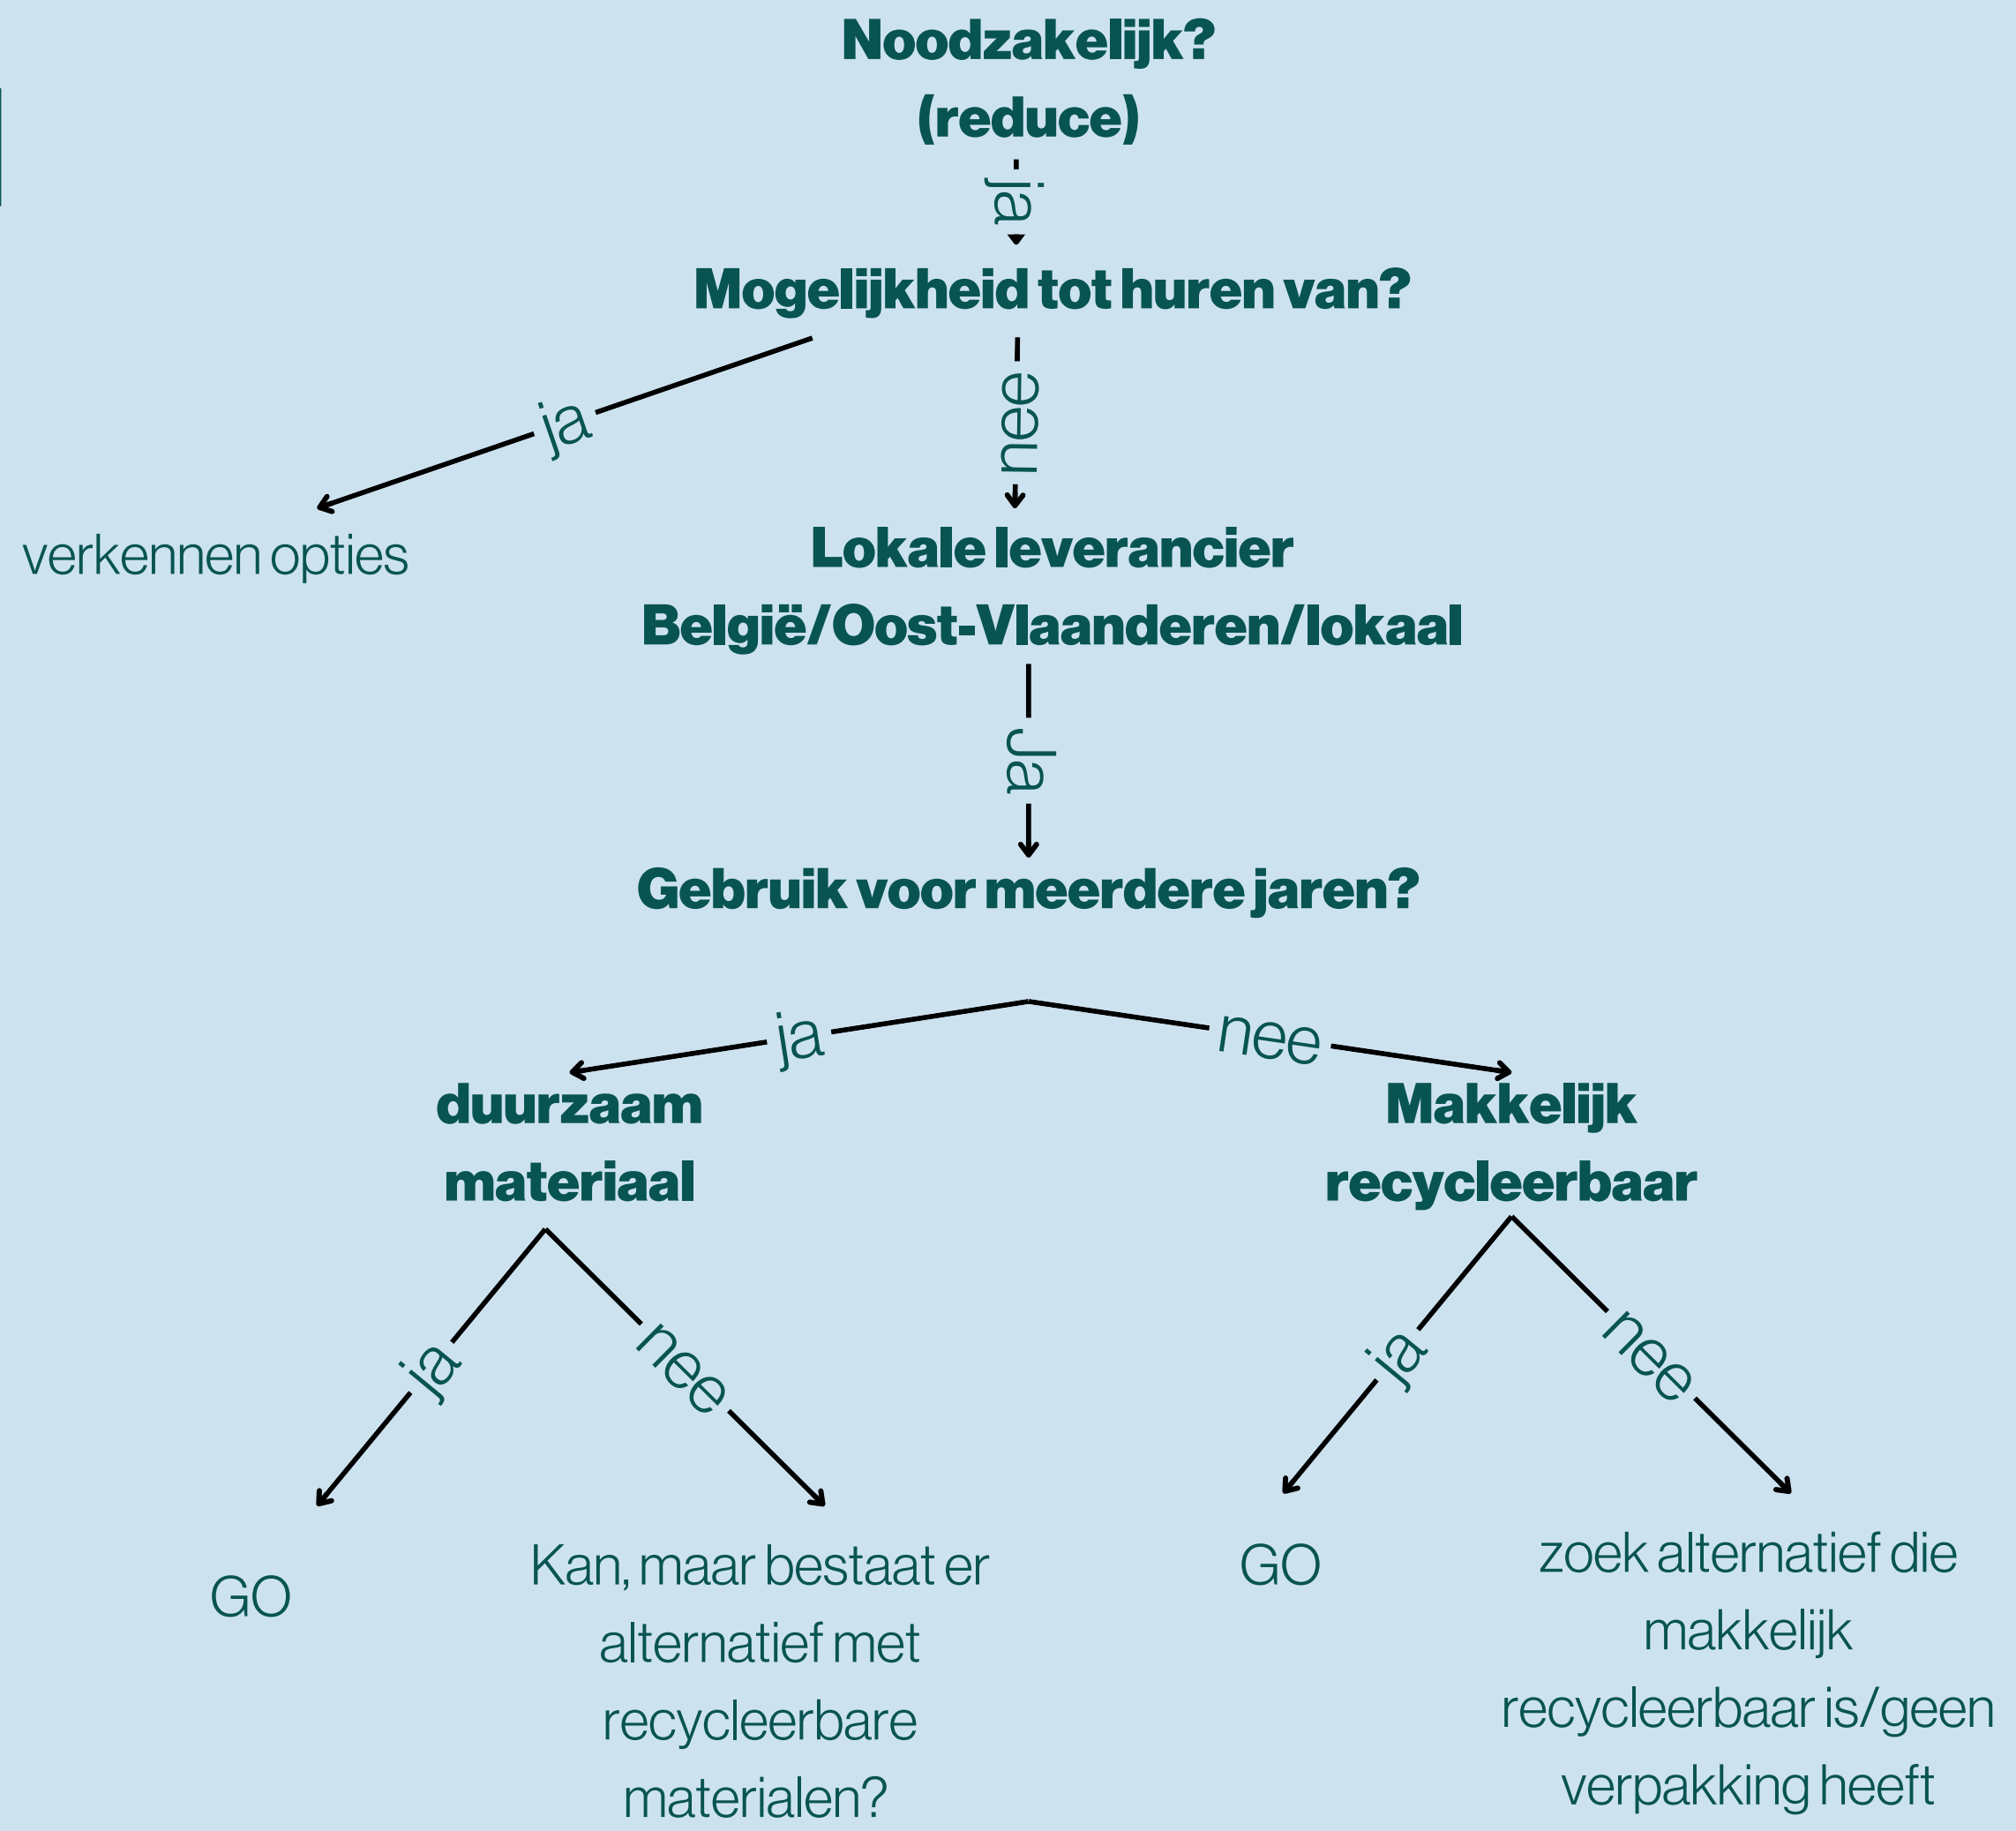 Noodzakelijk?
(reduce)
ja
Mogelijkheid tot huren van?
ja
nee
verkennen opties
Lokale leverancier
België/Oost-Vlaanderen/lokaal
Ja
Gebruik voor meerdere jaren?
ja
nee
duurzaam
materiaal
Makkelijk
recycleerbaar
ja
nee
ja
nee
GO
Kan, maar bestaat er
alternatief met
recycleerbare
materialen?
GO
zoek alternatief die
makkelijk
recycleerbaar is/geen
verpakking heeft